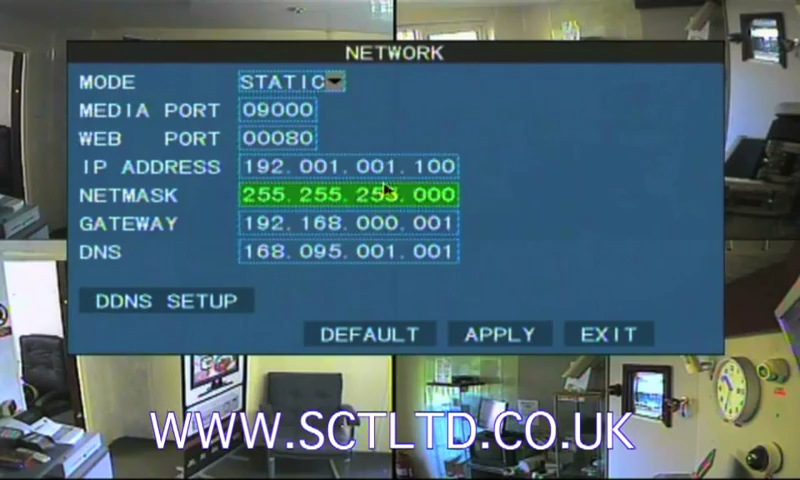 NETWORK
MODE STATIC
MEDIA PORT 09000
WEB PORT 00080
IP ADDRESS 192.001.001.100
NETMASK 255.255.255.000
GATEWAY 192.168.000.001
DNS 168.095.001.001
DDNS SETUP
DEFAULT APPLY EXIT
WWW.SCTLTD.CO.UK